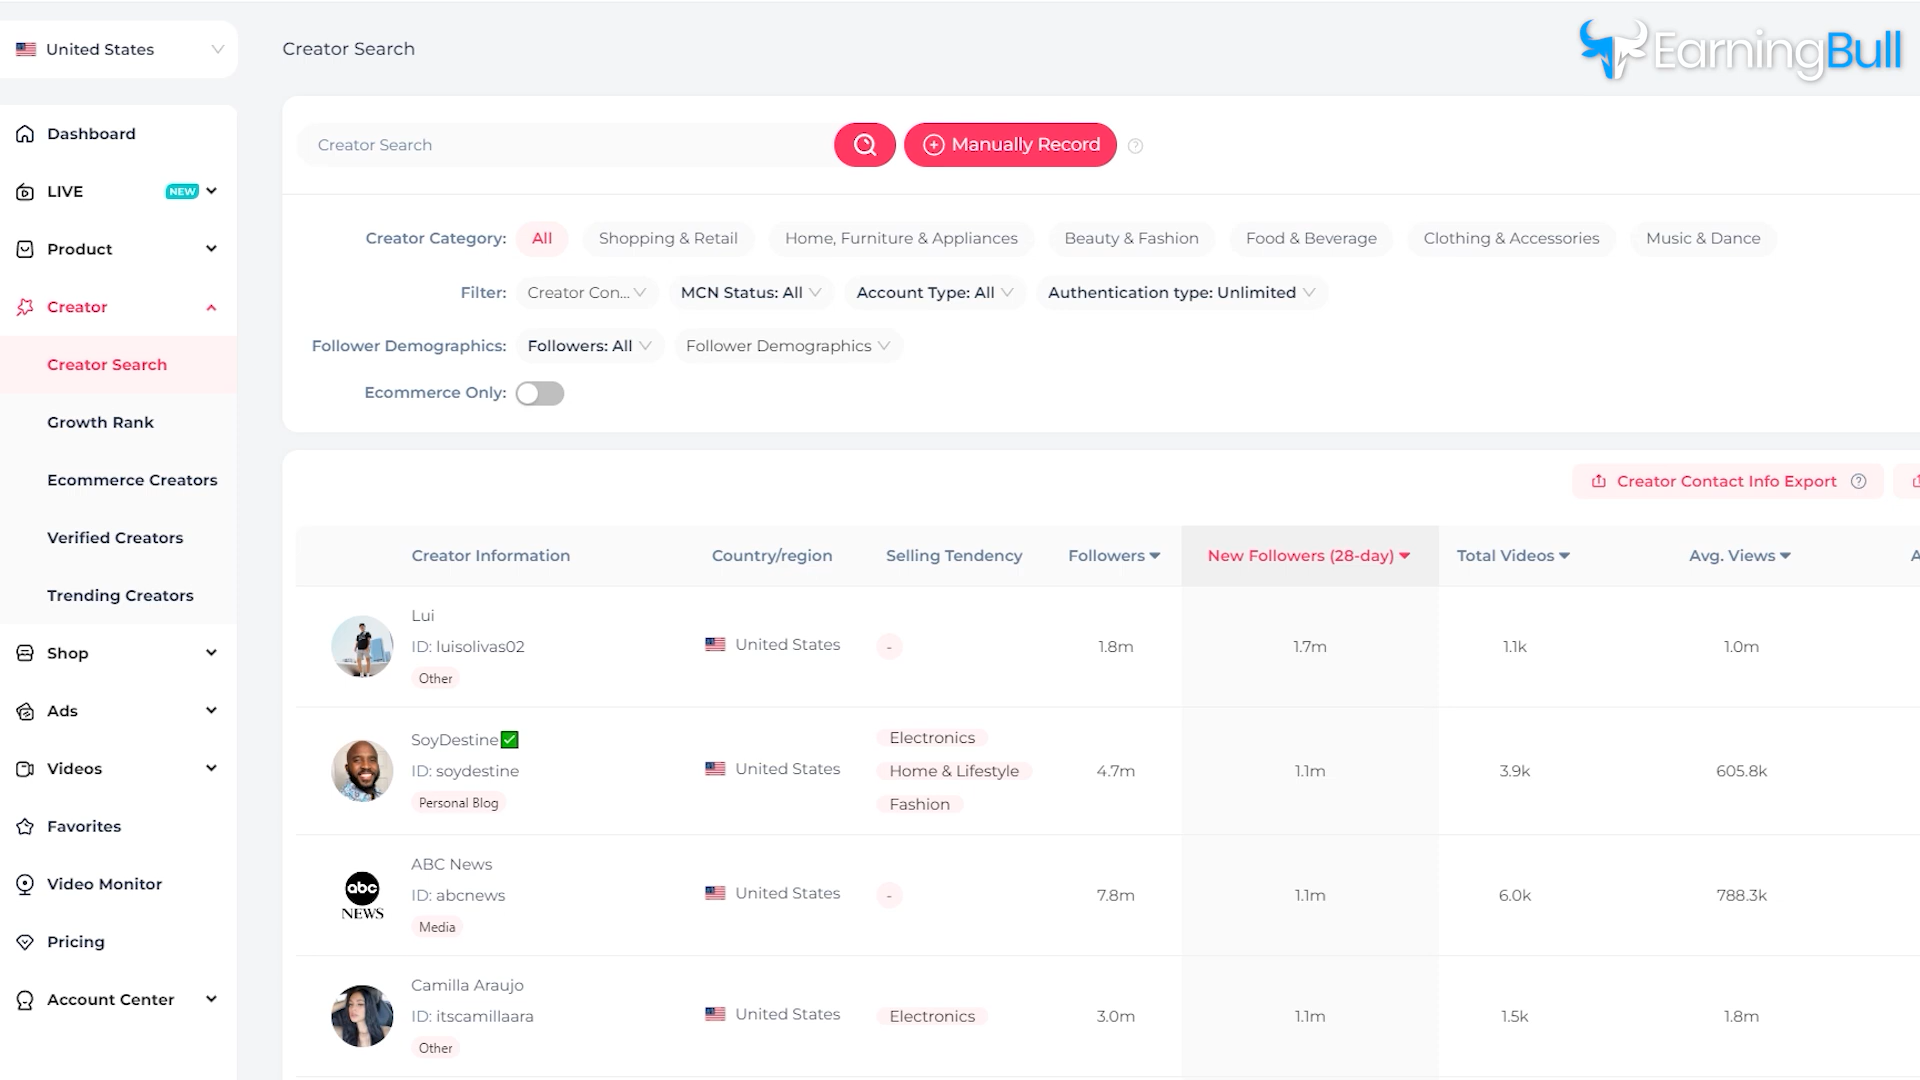 United States
Creator Search
EarningBull
Dashboard
LIVE NEW
Product
Creator
Creator Search
Growth Rank
Ecommerce Creators
Verified Creators
Trending Creators
Shop
Ads
Videos
Favorites
Video Monitor
Pricing
Account Center
Creator Search
Manually Record ?
Creator Category: All Shopping & Retail Home, Furniture & Appliances Beauty & Fashion Food & Beverage Clothing & Accessories Music & Dance
Filter: Creator Con... MCN Status: All Account Type: All Authentication type: Unlimited
Follower Demographics: Followers: All Follower Demographics
Ecommerce Only:
Creator Contact Info Export ?
Creator Information Country/region Selling Tendency Followers New Followers (28-day) Total Videos Avg. Views A
Lui
ID: luisolivas02
Other
United States - 1.8m 1.7m 1.1k 1.0m
SoyDestine
ID: soydestine
Personal Blog
United States
Electronics
Home & Lifestyle
Fashion
4.7m 1.1m 3.9k 605.8k
abc
NEWS
ABC News
ID: abcnews
Media
United States - 7.8m 1.1m 6.0k 788.3k
Camilla Araujo
ID: itscamillaara
Other
United States Electronics 3.0m 1.1m 1.5k 1.8m